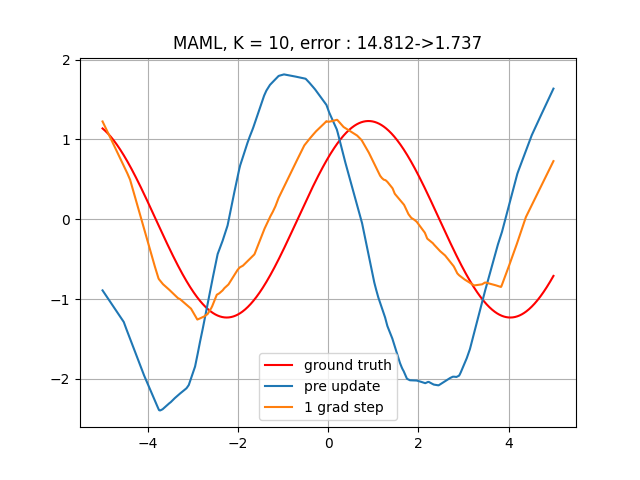 MAML, K = 10, error : 14.812->1.737
2
1
0
−1
−2
−4
−2
0
2
4
ground truth
pre update
1 grad step